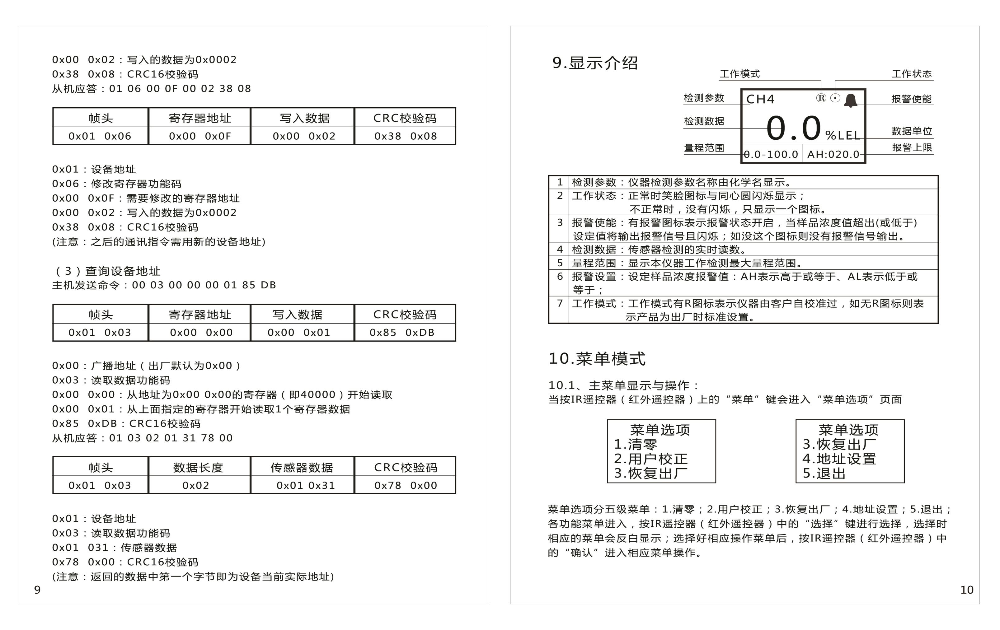 0x00 0x02：写入的数据为0x0002
0x38 0x08：CRC16校验码
从机应答：01 06 00 0F 00 02 38 08
帧头 寄存器地址 写入数据 CRC校验码
0x01 0x06 0x00 0x0F 0x00 0x02 0x38 0x08
0x01：设备地址
0x06：修改寄存器功能码
0x00 0x0F：需要修改的寄存器地址
0x00 0x02：写入的数据为0x0002
0x38 0x08：CRC16校验码
(注意：之后的通讯指令需用新的设备地址)
（3）查询设备地址
主机发送命令：00 03 00 00 00 01 85 DB
帧头 寄存器地址 写入数据 CRC校验码
0x01 0x03 0x00 0x00 0x00 0x01 0x85 0xDB
0x00：广播地址（出厂默认为0x00）
0x03：读取数据功能码
0x00 0x00：从地址为0x00 0x00的寄存器（即40000）开始读取
0x00 0x01：从上面指定的寄存器开始读取1个寄存器数据
0x85 0xDB：CRC16校验码
从机应答：01 03 02 01 31 78 00
帧头 数据长度 传感器数据 CRC校验码
0x01 0x03 0x02 0x01 0x31 0x78 0x00
0x01：设备地址
0x03：读取数据功能码
0x01 031：传感器数据
0x78 0x00：CRC16校验码
(注意：返回的数据中第一个字节即为设备当前实际地址)
9
9.显示介绍
工作模式 工作状态
检测参数 CH4 ® 报警使能
检测数据 0.0 %LEL 数据单位
量程范围 0.0-100.0 AH:020.0 报警上限
1 检测参数：仪器检测参数名称由化学名显示。
2 工作状态：正常时笑脸图标与同心圆闪烁显示；
不正常时，没有闪烁，只显示一个图标。
3 报警使能：有报警图标表示报警状态开启，当样品浓度值超出(或低于)
设定值将输出报警信号且闪烁；如没这个图标则没有报警信号输出。
4 检测数据：传感器检测的实时读数。
5 量程范围：显示本仪器工作检测最大量程范围。
6 报警设置：设定样品浓度报警值：AH表示高于或等于、AL表示低于或
等于；
7 工作模式：工作模式有R图标表示仪器由客户自校准过，如无R图标则表
示产品为出厂时标准设置。
10.菜单模式
10.1、主菜单显示与操作：
当按IR遥控器（红外遥控器）上的“菜单”键会进入“菜单选项”页面
菜单选项
1.清零
2.用户校正
3.恢复出厂
菜单选项
3.恢复出厂
4.地址设置
5.退出
菜单选项分五级菜单：1.清零；2.用户校正；3.恢复出厂；4.地址设置；5.退出；
各功能菜单进入，按IR遥控器（红外遥控器）中的“选择”键进行选择，选择时
相应的菜单会反白显示；选择好相应操作菜单后，按IR遥控器（红外遥控器）中
的“确认”进入相应菜单操作。
10